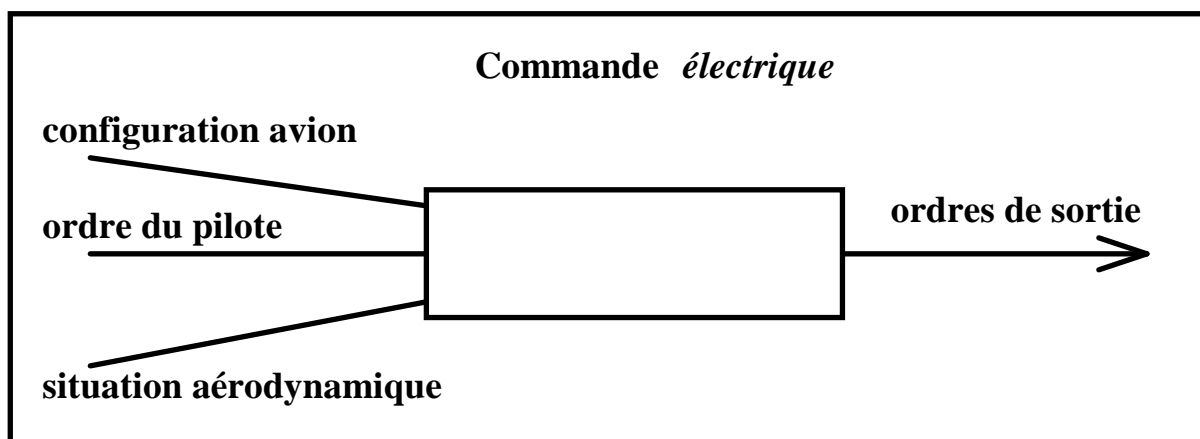 Commande électrique
configuration avion
ordre du pilote
ordres de sortie
situation aérodynamique